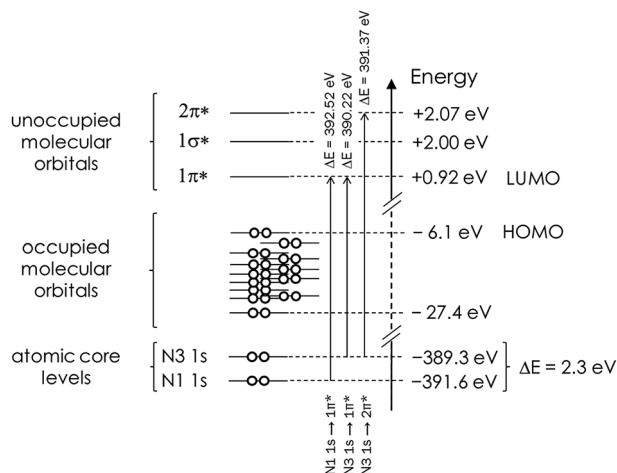 ΔE = 392.52 eV
ΔE = 390.22 eV
ΔE = 391.37 eV
Energy
unoccupied
molecular
orbitals
2π*
+2.07 eV
1σ*
+2.00 eV
1π*
+0.92 eV LUMO
occupied
molecular
orbitals
− 6.1 eV HOMO
− 27.4 eV
atomic core
levels
N3 1s
−389.3 eV
N1 1s
−391.6 eV
ΔE = 2.3 eV
N1 1s → 1π*
N3 1s → 1π*
N3 1s → 2π*